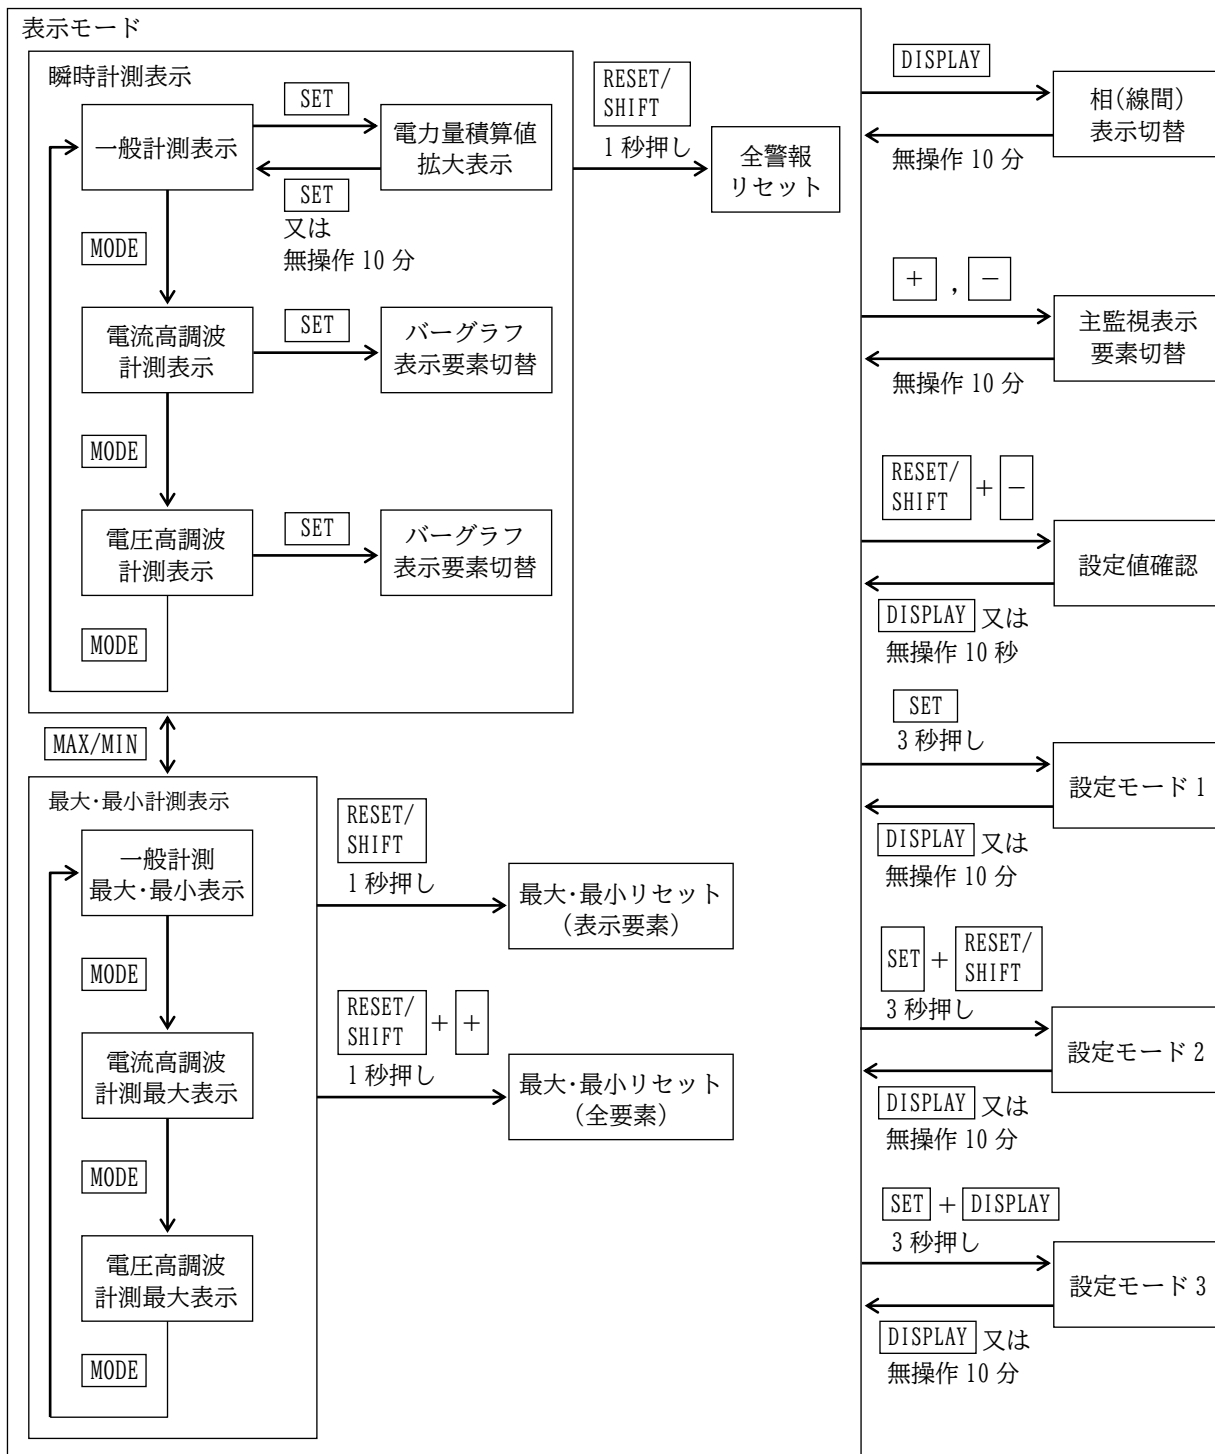 表示モード
瞬時計測表示
一般計測表示
SET
電力量積算値
拡大表示
SET
又は
無操作10分
MODE
電流高調波
計測表示
SET
バーグラフ
表示要素切替
MODE
電圧高調波
計測表示
SET
バーグラフ
表示要素切替
MODE
RESET/
SHIFT
1秒押し
全警報
リセット
MAX/MIN
最大・最小計測表示
一般計測
最大・最小表示
MODE
電流高調波
計測最大表示
MODE
電圧高調波
計測最大表示
MODE
RESET/
SHIFT
1秒押し
最大・最小リセット
(表示要素)
RESET/
SHIFT + +
1秒押し
最大・最小リセット
(全要素)
DISPLAY
相(線間)
表示切替
無操作10分
+ , −
主監視表示
要素切替
無操作10分
RESET/
SHIFT + −
設定値確認
DISPLAY 又は
無操作10秒
SET
3秒押し
設定モード1
DISPLAY 又は
無操作10分
SET + RESET/
SHIFT
3秒押し
設定モード2
DISPLAY 又は
無操作10分
SET + DISPLAY
3秒押し
設定モード3
DISPLAY 又は
無操作10分